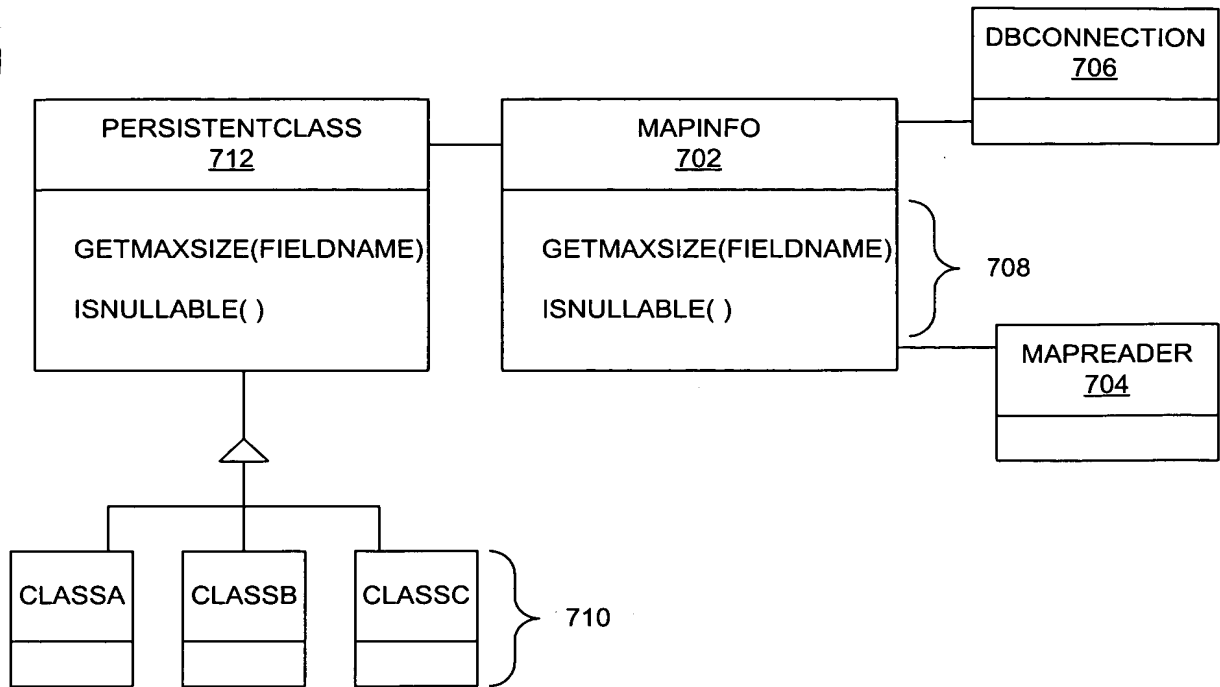 DBCONNECTION
706
PERSISTENTCLASS
712
MAPINFO
702
GETMAXSIZE(FIELDNAME)
ISNULLABLE( )
GETMAXSIZE(FIELDNAME)
ISNULLABLE( )
708
MAPREADER
704
CLASSA
CLASSB
CLASSC
710